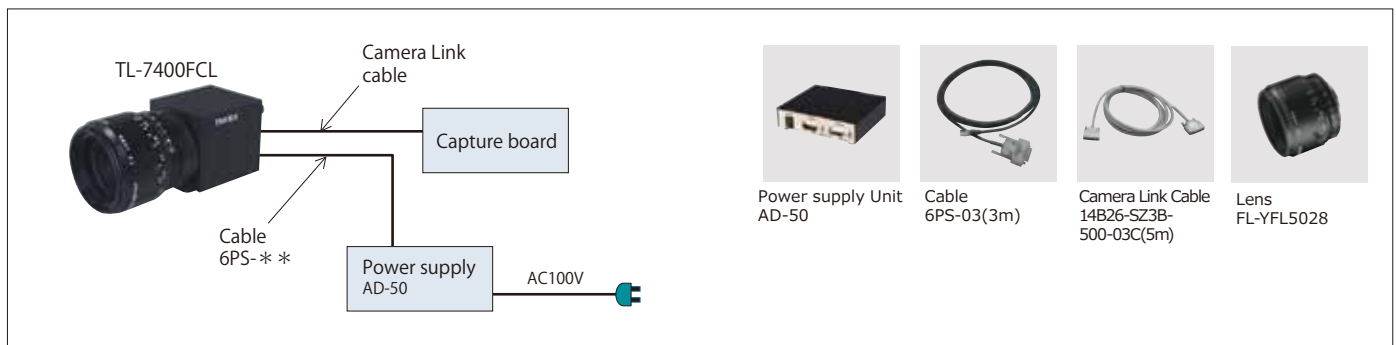 TL-7400FCL
Camera Link
cable
Capture board
Cable
6PS-＊＊
Power supply
AD-50
AC100V
Power supply Unit
AD-50
Cable
6PS-03(3m)
Camera Link Cable
14B26-SZ3B-
500-03C(5m)
Lens
FL-YFL5028